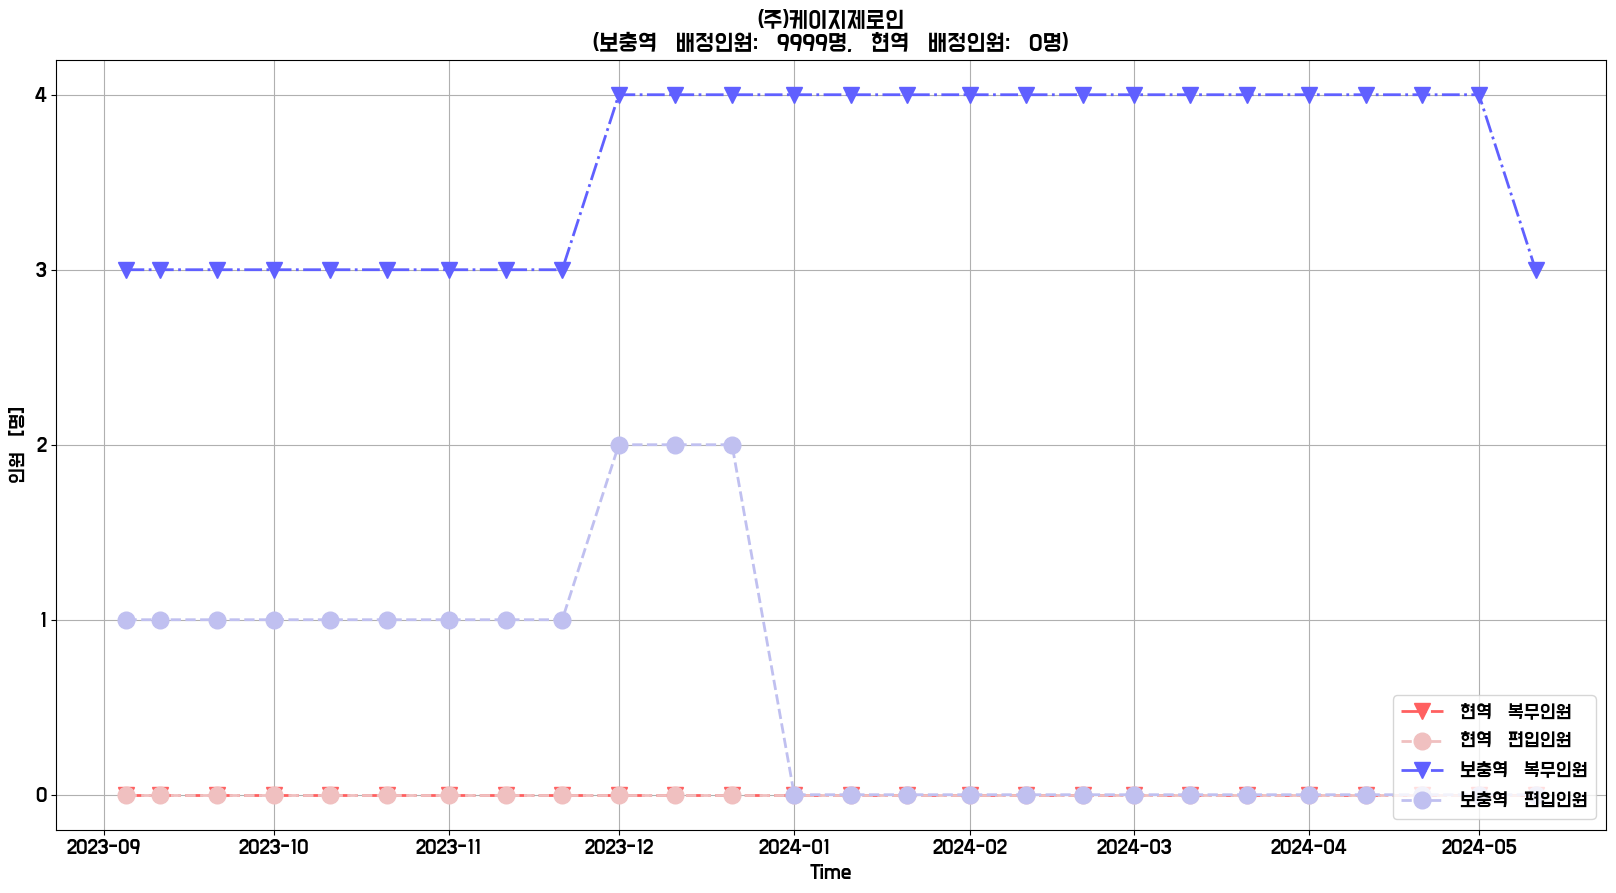 (주)케이지제로인
(보충역 배정인원: 9999명, 현역 배정인원: 0명)
4
3
2
1
0
인원 [명]
현역 복무인원
현역 편입인원
보충역 복무인원
보충역 편입인원
2023-09 2023-10 2023-11 2023-12 2024-01 2024-02 2024-03 2024-04 2024-05
Time